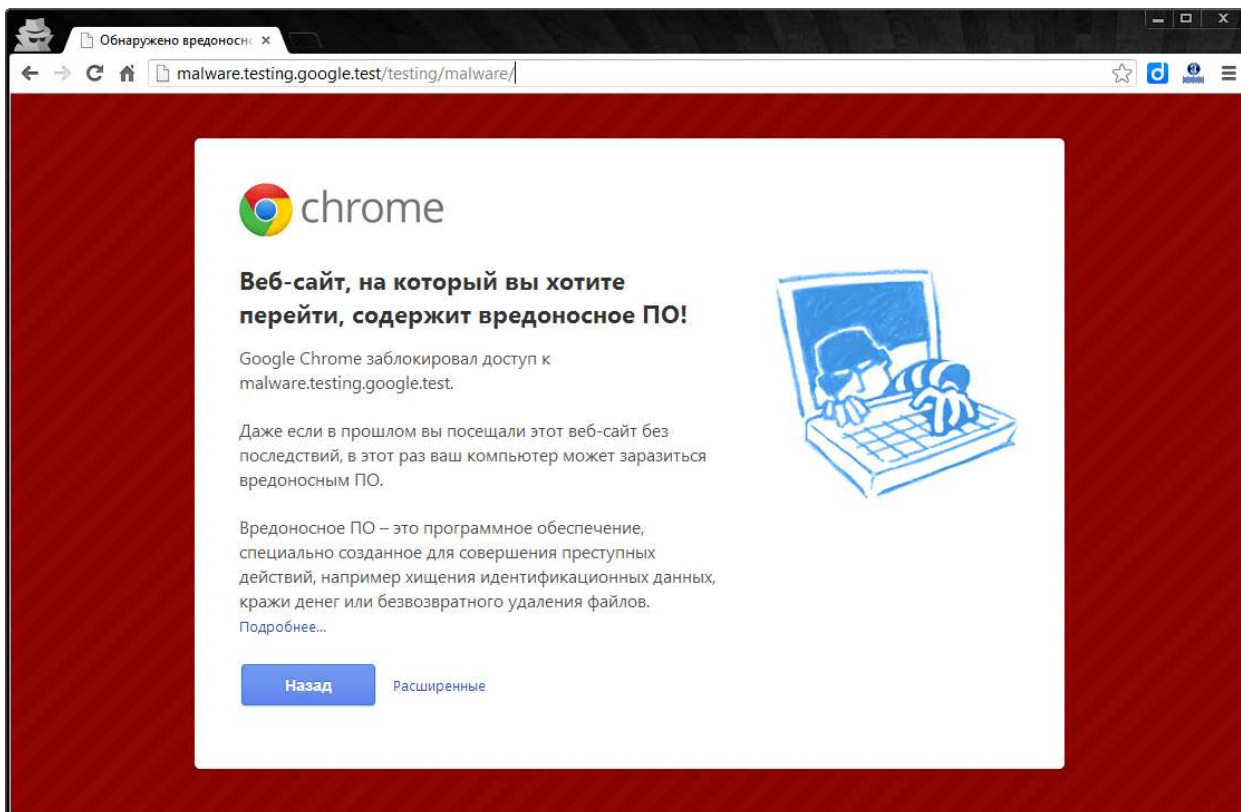 Обнаружено вредоносн
malware.testing.google.test/testing/malware/
chrome
Веб-сайт, на который вы хотите
перейти, содержит вредоносное ПО!
Google Chrome заблокировал доступ к
malware.testing.google.test.
Даже если в прошлом вы посещали этот веб-сайт без
последствий, в этот раз ваш компьютер может заразиться
вредоносным ПО.
Вредоносное ПО – это программное обеспечение,
специально созданное для совершения преступных
действий, например хищения идентификационных данных,
кражи денег или безвозвратного удаления файлов.
Подробнее...
Назад Расширенные